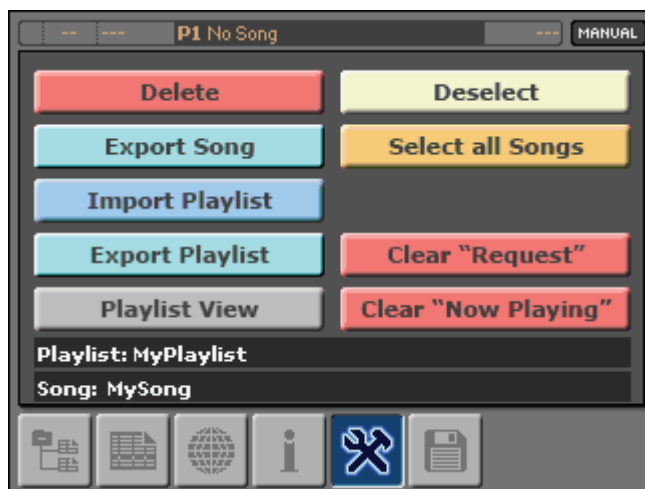 -- --- P1 No Song --- MANUAL
Delete Deselect
Export Song Select all Songs
Import Playlist
Export Playlist Clear “Request”
Playlist View Clear “Now Playing”
Playlist: MyPlaylist
Song: MySong
i